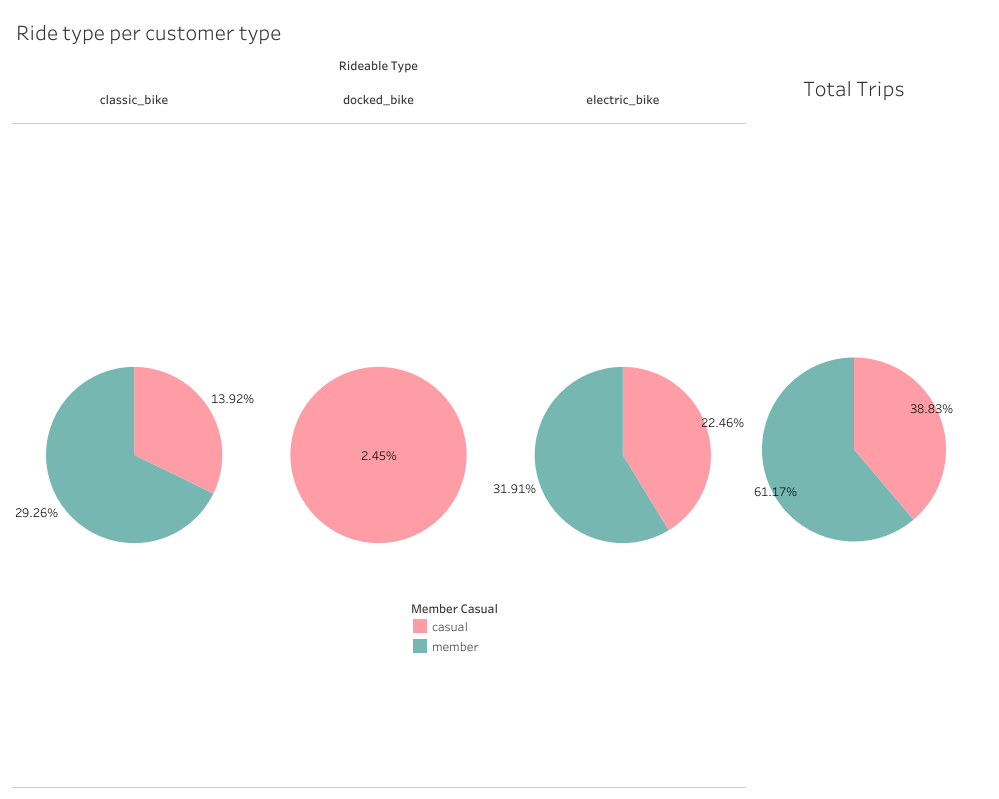 Ride type per customer type
Rideable Type
classic_bike
docked_bike
electric_bike
Total Trips
13.92%
29.26%
2.45%
22.46%
31.91%
38.83%
61.17%
Member Casual
casual
member